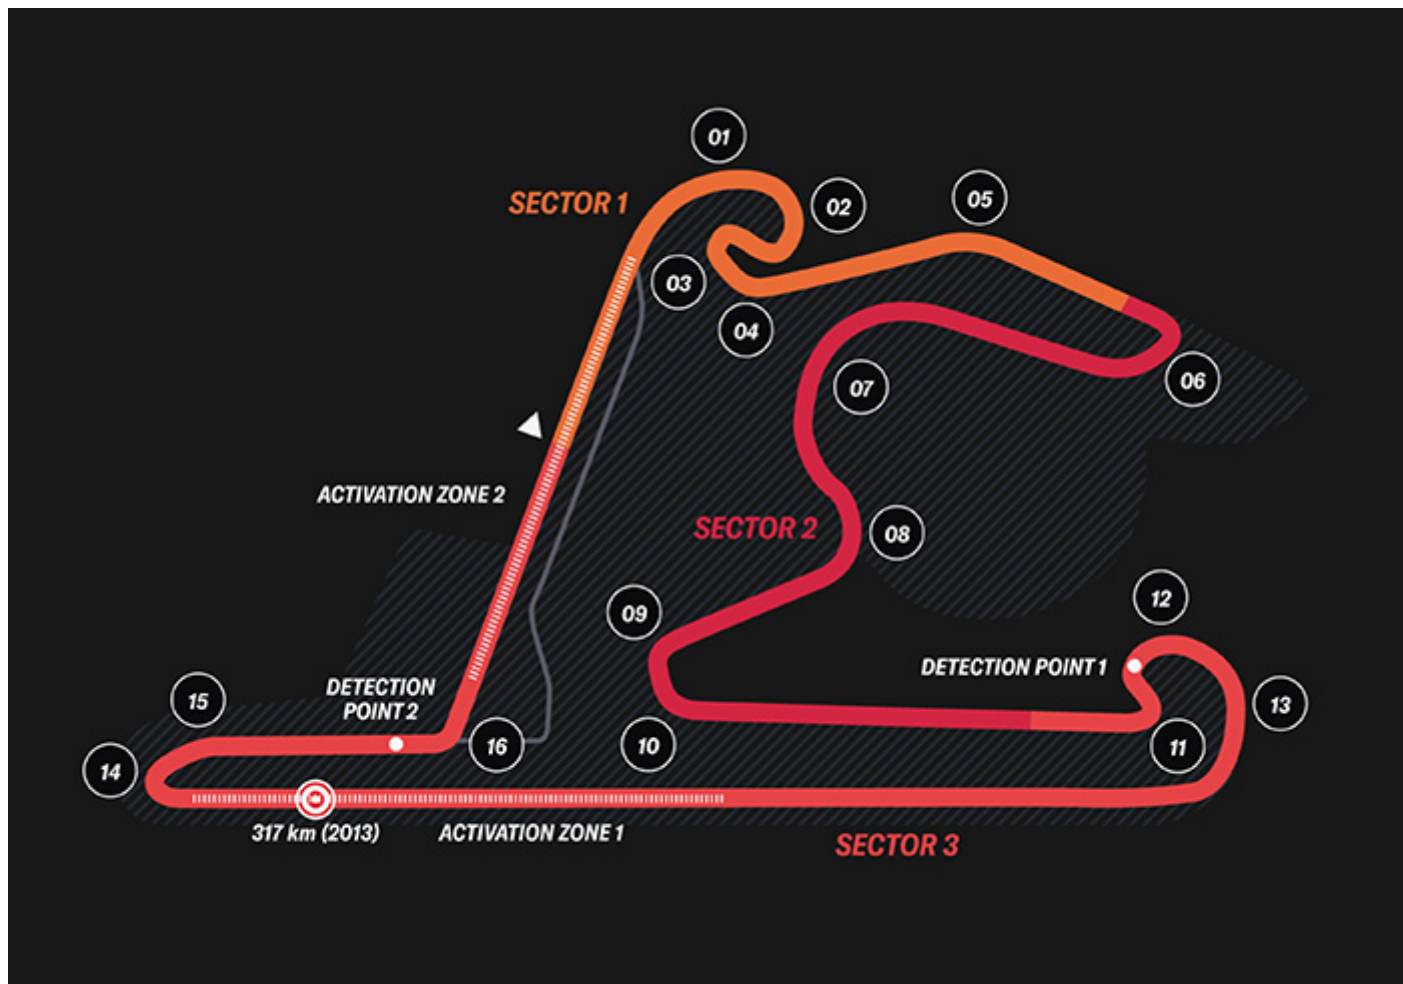 01
SECTOR 1
02
05
03
04
06
07
ACTIVATION ZONE 2
SECTOR 2
08
09
12
DETECTION POINT 1
DETECTION
POINT 2
15
13
16
10
11
14
317 km (2013)
ACTIVATION ZONE 1
SECTOR 3